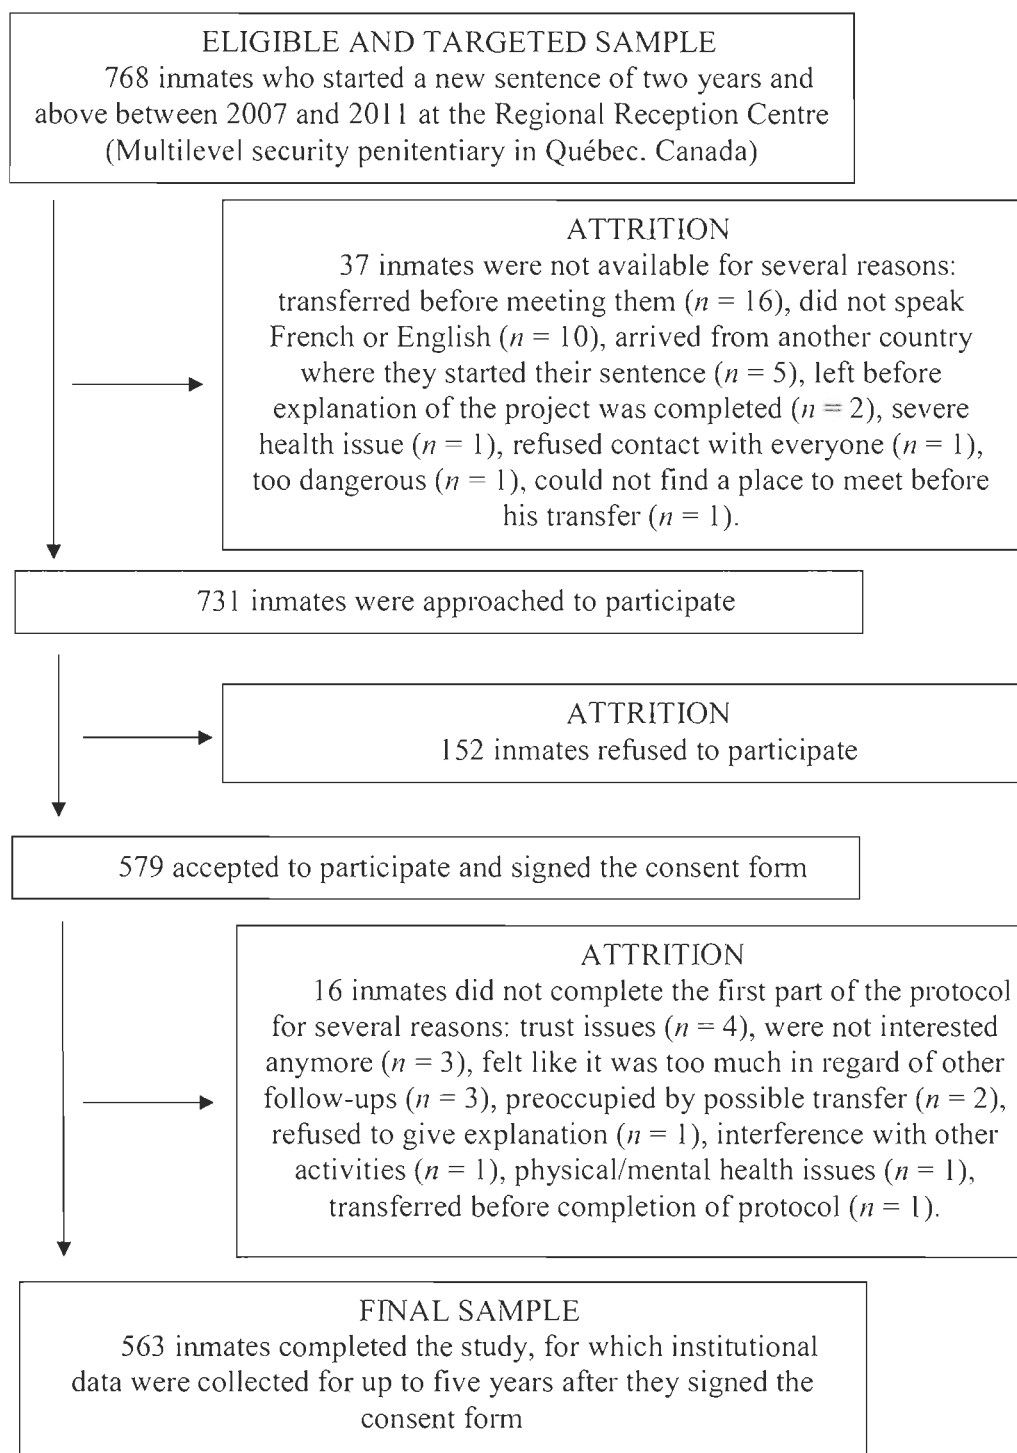 ELIGIBLE AND TARGETED SAMPLE
768 inmates who started a new sentence of two years and
above between 2007 and 2011 at the Regional Reception Centre
(Multilevel security penitentiary in Québec. Canada)
ATTRITION
37 inmates were not available for several reasons:
transferred before meeting them (n = 16), did not speak
French or English (n = 10), arrived from another country
where they started their sentence (n = 5), left before
explanation of the project was completed (n = 2), severe
health issue (n = 1), refused contact with everyone (n = 1),
too dangerous (n = 1), could not find a place to meet before
his transfer (n = 1).
731 inmates were approached to participate
ATTRITION
152 inmates refused to participate
579 accepted to participate and signed the consent form
ATTRITION
16 inmates did not complete the first part of the protocol
for several reasons: trust issues (n = 4), were not interested
anymore (n = 3), felt like it was too much in regard of other
follow-ups (n = 3), preoccupied by possible transfer (n = 2),
refused to give explanation (n = 1), interference with other
activities (n = 1), physical/mental health issues (n = 1),
transferred before completion of protocol (n = 1).
FINAL SAMPLE
563 inmates completed the study, for which institutional
data were collected for up to five years after they signed the
consent form